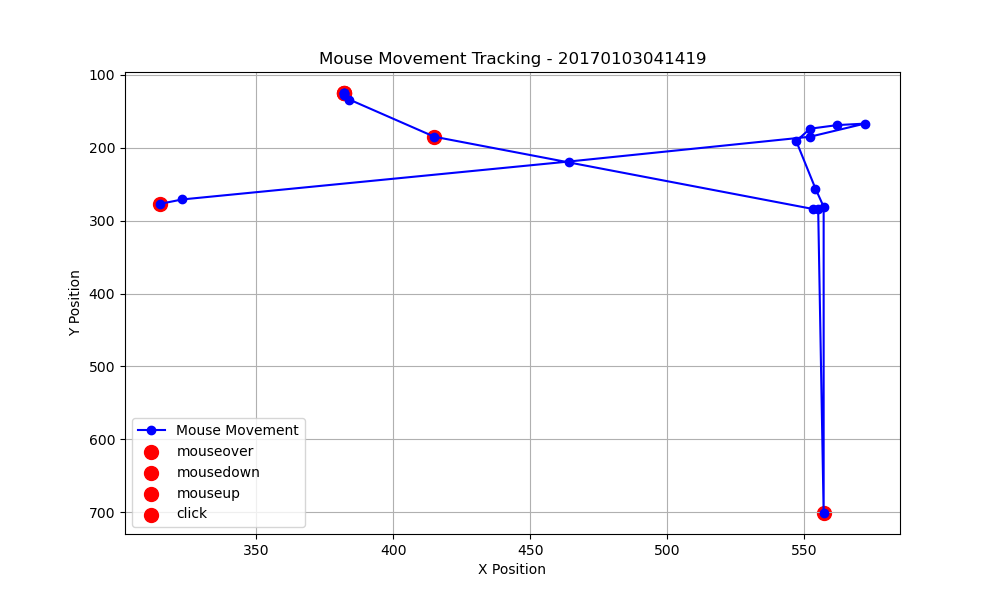 Mouse Movement Tracking - 20170103041419
100
200
300
400
500
600
700
Y Position
Mouse Movement
mouseover
mousedown
mouseup
click
350
400
450
500
550
X Position